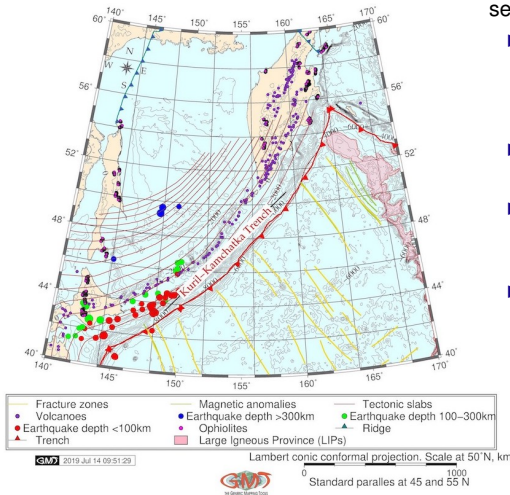 se
60° 145° 150° 155° 160° 165° 170° 60°
N
W E
S
56° 56°
52° 52°
48° 48°
44° 44°
40° 40°
Kuril–Kamchatka Trench
140° 145° 150° 155° 160° 165° 170°
Fracture zones Magnetic anomalies Tectonic slabs
Volcanoes Earthquake depth >300km Earthquake depth 100–300km
Earthquake depth <100km Ophiolites Ridge
Trench Large Igneous Province (LIPs)
GMT 2019 Jul 14 09:51:29
Lambert conic conformal projection. Scale at 50°N, km
0 1000
Standard paralles at 45 and 55 N
GMT
THE GENERIC MAPPING TOOLS